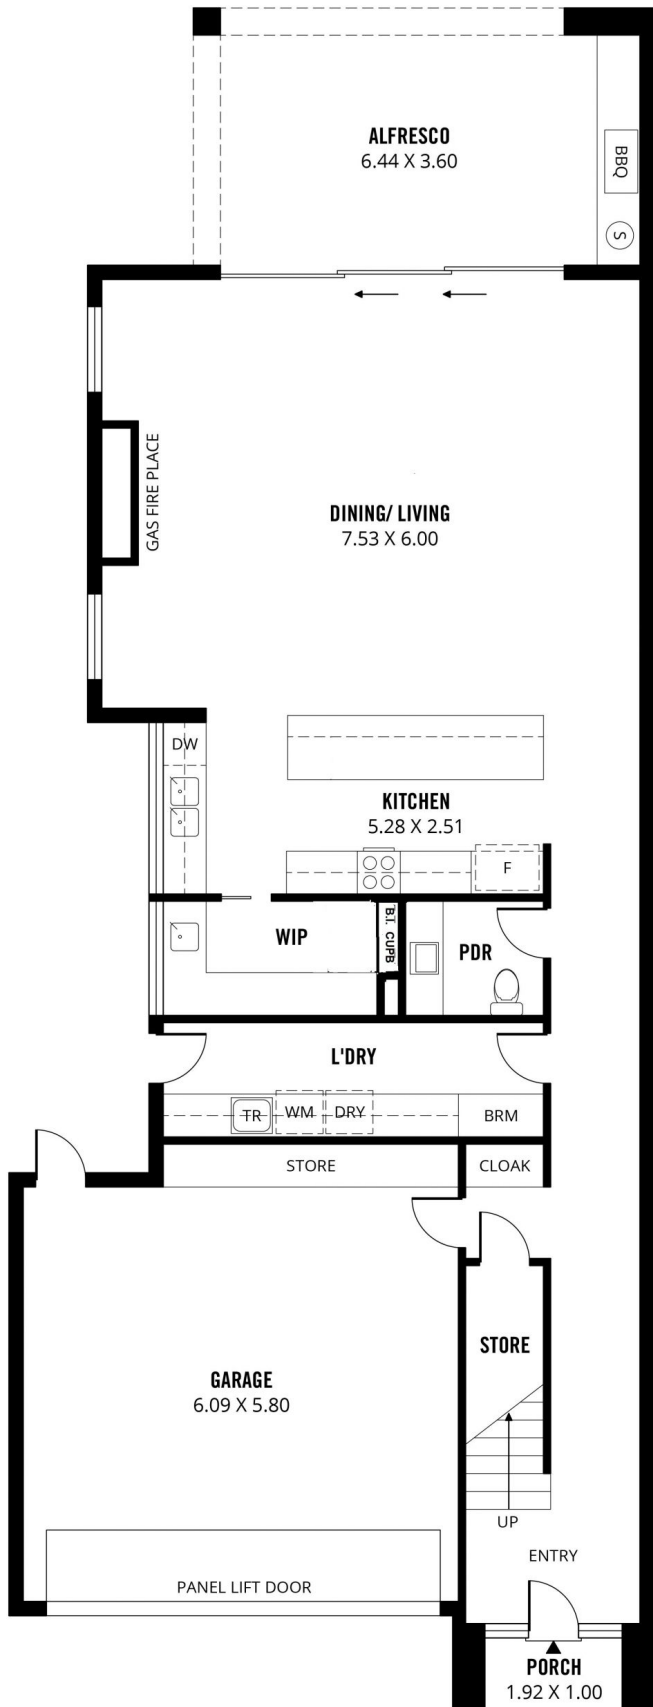 ALFRESCO
6.44 X 3.60
BBQ
S
GAS FIRE PLACE
DINING/ LIVING
7.53 X 6.00
DW
KITCHEN
5.28 X 2.51
F
WIP
B.I. CUPB
PDR
L'DRY
TR
WM
DRY
BRM
STORE
CLOAK
STORE
GARAGE
6.09 X 5.80
UP
ENTRY
PANEL LIFT DOOR
PORCH
1.92 X 1.00